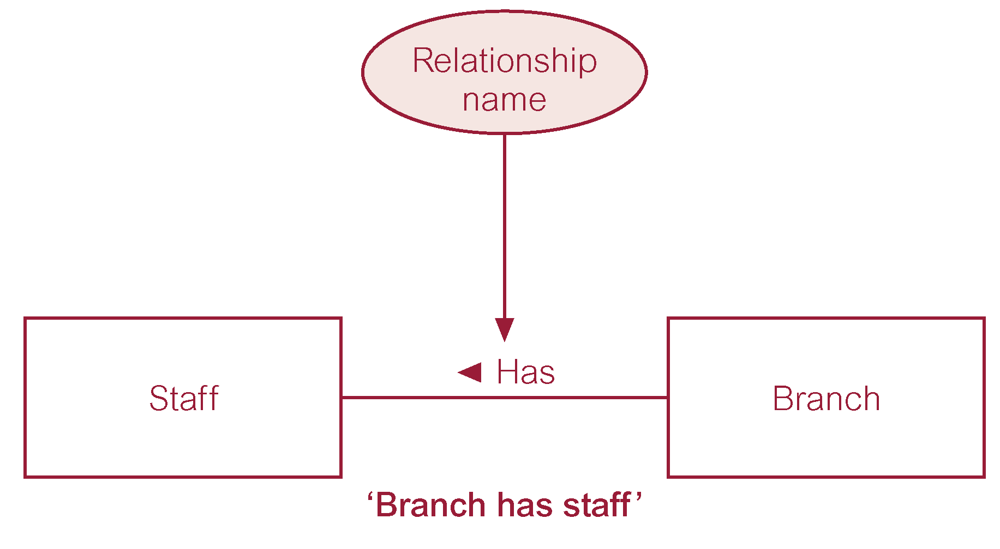 Relationship
name
◄ Has
Staff
Branch
‘Branch has staff’